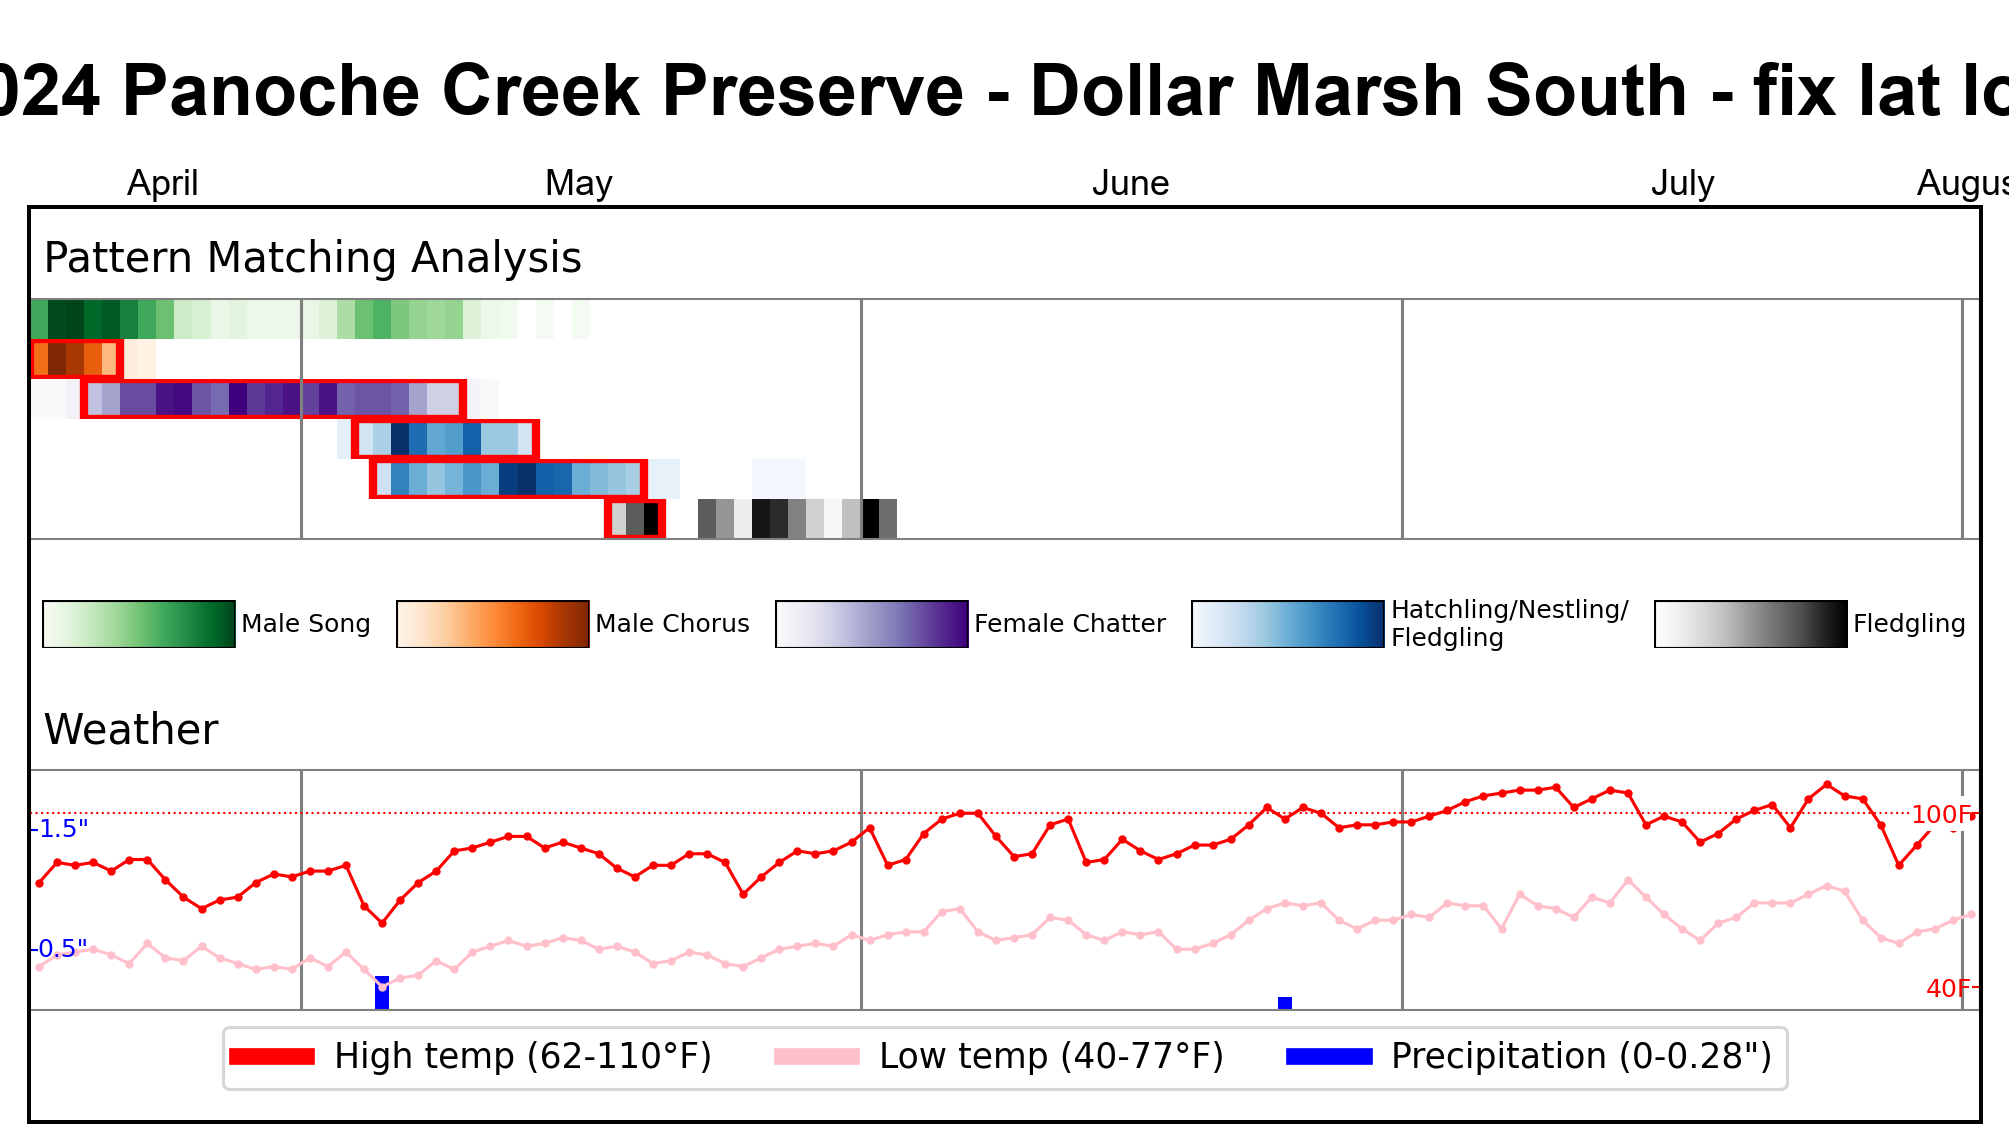 024 Panoche Creek Preserve - Dollar Marsh South - fix lat lo
April May June July Augus
Pattern Matching Analysis
Male Song Male Chorus Female Chatter Hatchling/Nestling/ Fledgling
Fledgling
Weather
1.5"
100F
0.5"
40F
High temp (62-110°F) Low temp (40-77°F) Precipitation (0-0.28")